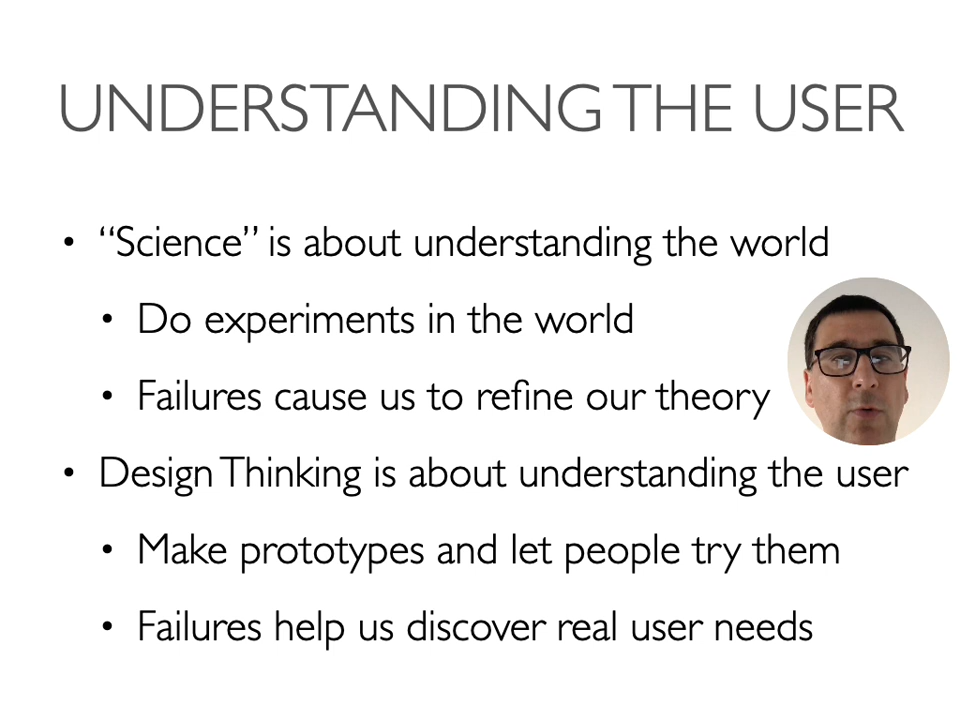 UNDERSTANDING THE USER
• “Science” is about understanding the world
• Do experiments in the world
• Failures cause us to refine our theory
• Design Thinking is about understanding the user
• Make prototypes and let people try them
• Failures help us discover real user needs